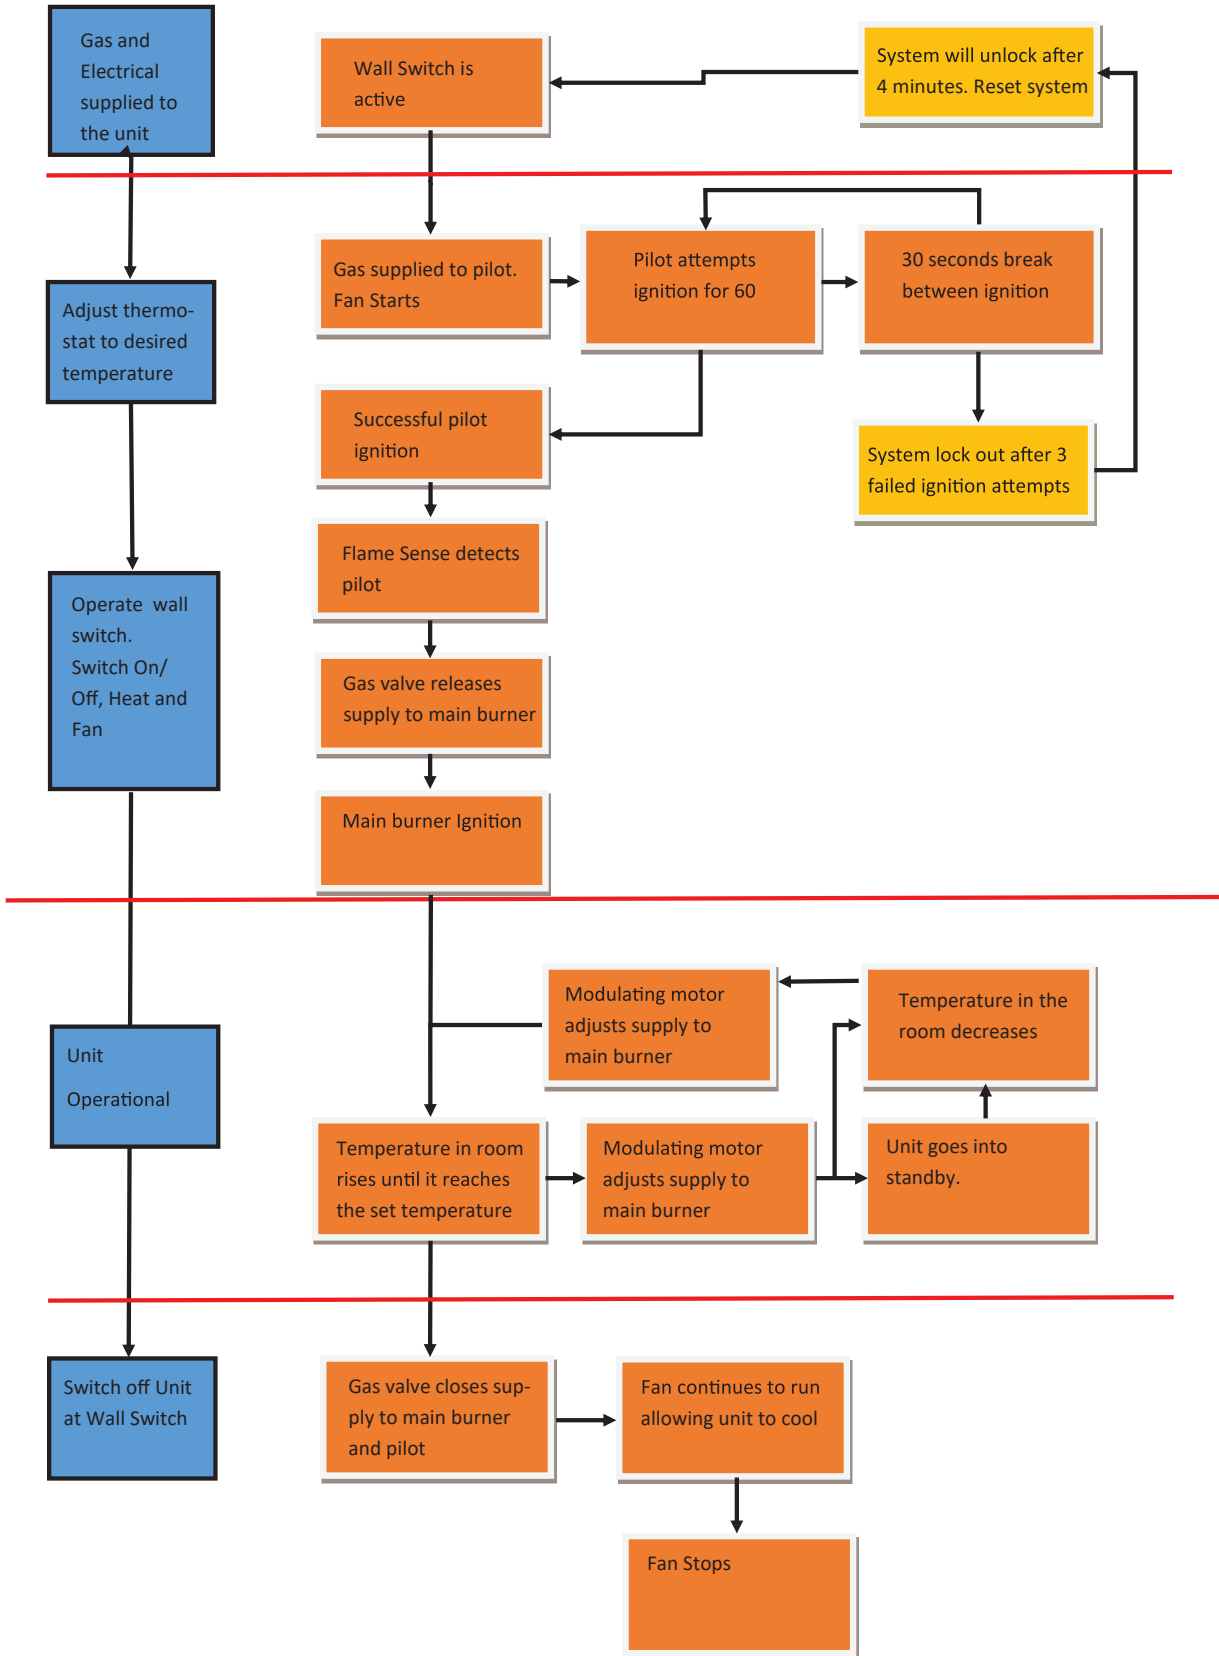 Gas and
Electrical
supplied to
the unit
Wall Switch is
active
System will unlock after
4 minutes. Reset system
Adjust thermo-
stat to desired
temperature
Gas supplied to pilot.
Fan Starts
Pilot attempts
ignition for 60
30 seconds break
between ignition
Successful pilot
ignition
System lock out after 3
failed ignition attempts
Flame Sense detects
pilot
Operate wall
switch.
Switch On/
Off, Heat and
Fan
Gas valve releases
supply to main burner
Main burner Ignition
Unit
Operational
Modulating motor
adjusts supply to
main burner
Temperature in the
room decreases
Temperature in room
rises until it reaches
the set temperature
Modulating motor
adjusts supply to
main burner
Unit goes into
standby.
Switch off Unit
at Wall Switch
Gas valve closes sup-
ply to main burner
and pilot
Fan continues to run
allowing unit to cool
Fan Stops